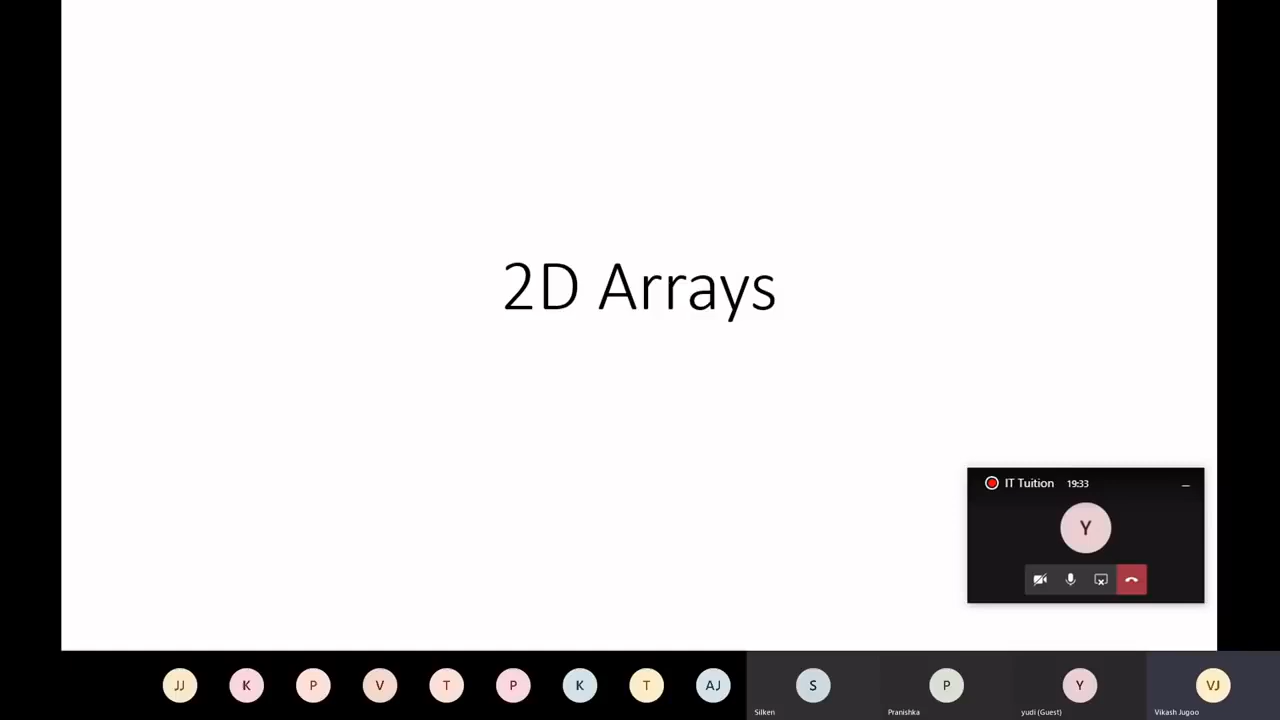 2D Arrays
IT Tuition 19:33
Y
JJ K P V T P K T AJ S P Y VJ
Silken Pranishka yudi (Guest) Vikash Jugoo